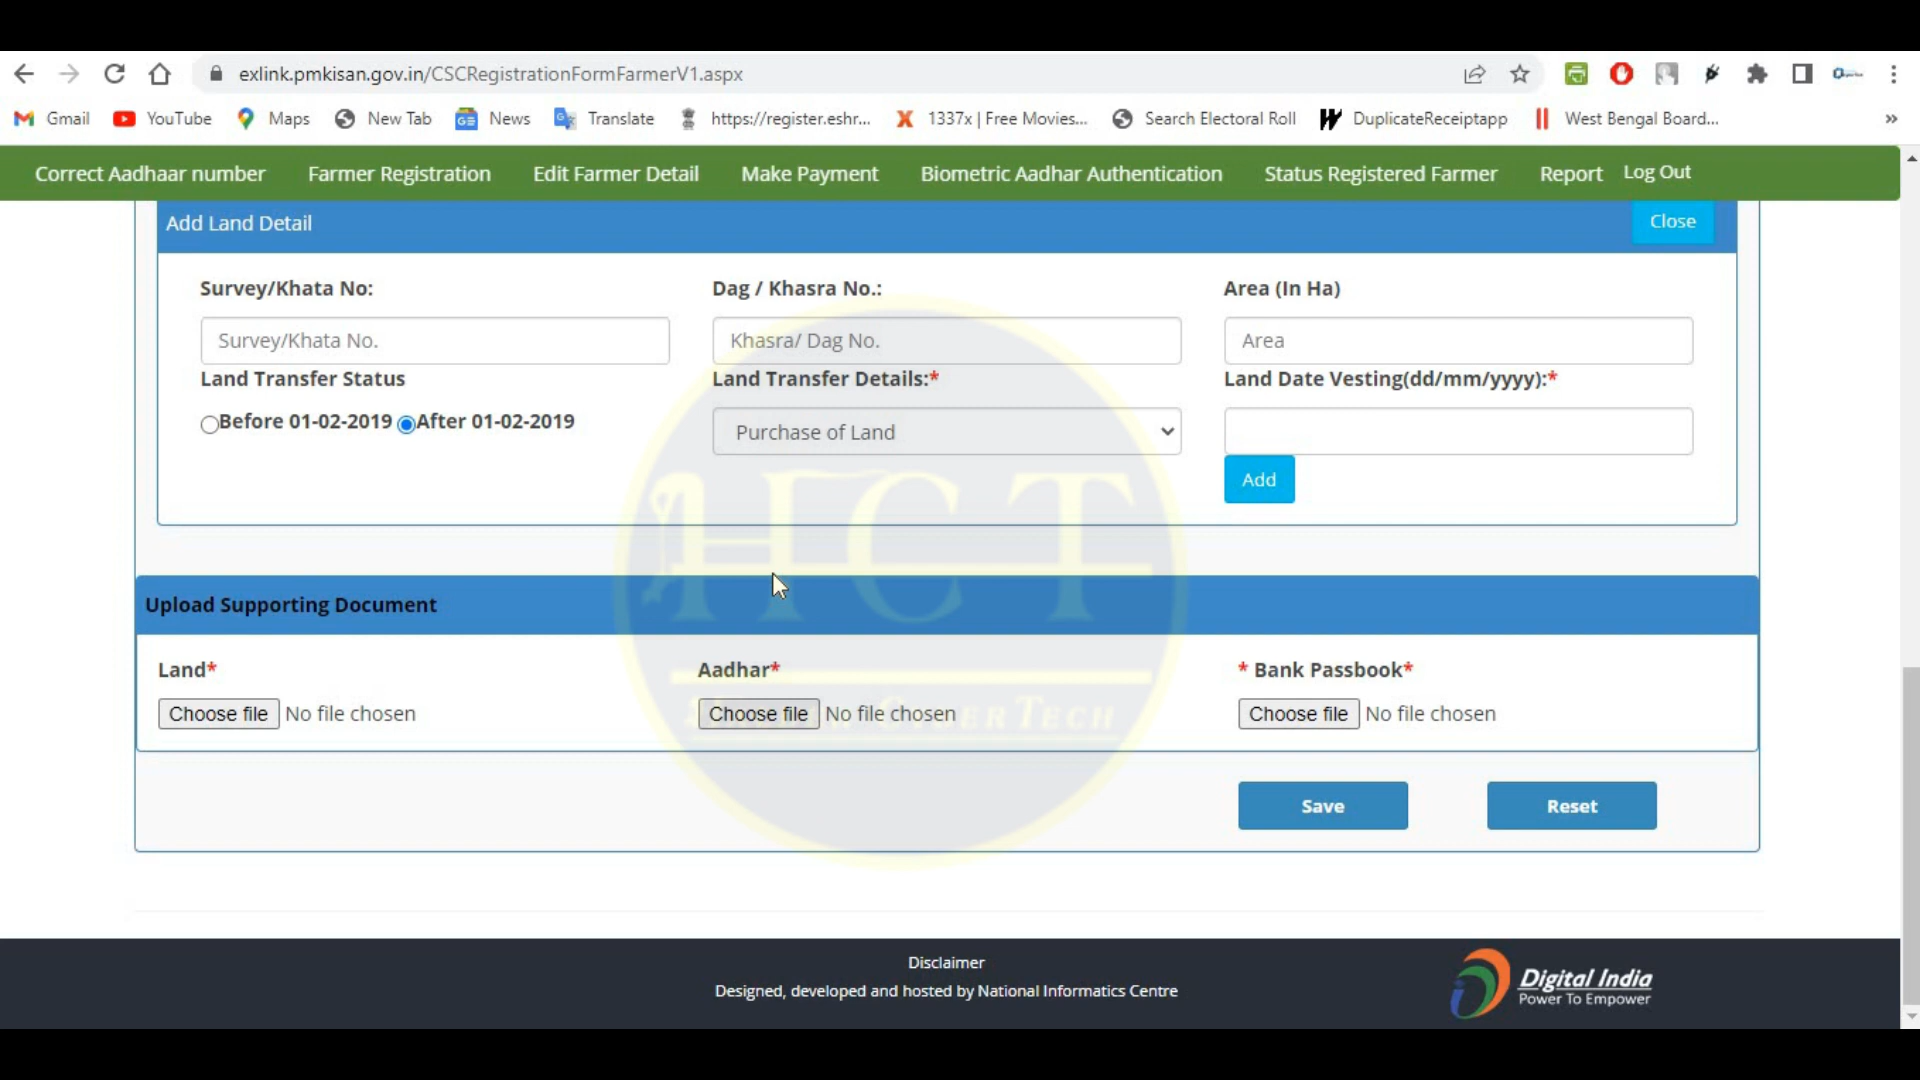 exlink.pmkisan.gov.in/CSCRegistrationFormFarmerV1.aspx
Gmail YouTube Maps New Tab News Translate https://register.eshr... 1337x | Free Movies... Search Electoral Roll DuplicateReceiptapp West Bengal Board... »
Correct Aadhaar number Farmer Registration Edit Farmer Detail Make Payment Biometric Aadhar Authentication Status Registered Farmer Report Log Out
Add Land Detail Close
Survey/Khata No: Dag / Khasra No.: Area (In Ha)
Survey/Khata No. Khasra/ Dag No. Area
Land Transfer Status Land Transfer Details:* Land Date Vesting(dd/mm/yyyy):*
Before 01-02-2019 After 01-02-2019 Purchase of Land
Add
HCT
Upload Supporting Document
Land* Aadhar* * Bank Passbook*
Choose file No file chosen Choose file No file chosen Choose file No file chosen
Save Reset
Disclaimer
Designed, developed and hosted by National Informatics Centre
Digital India
Power To Empower